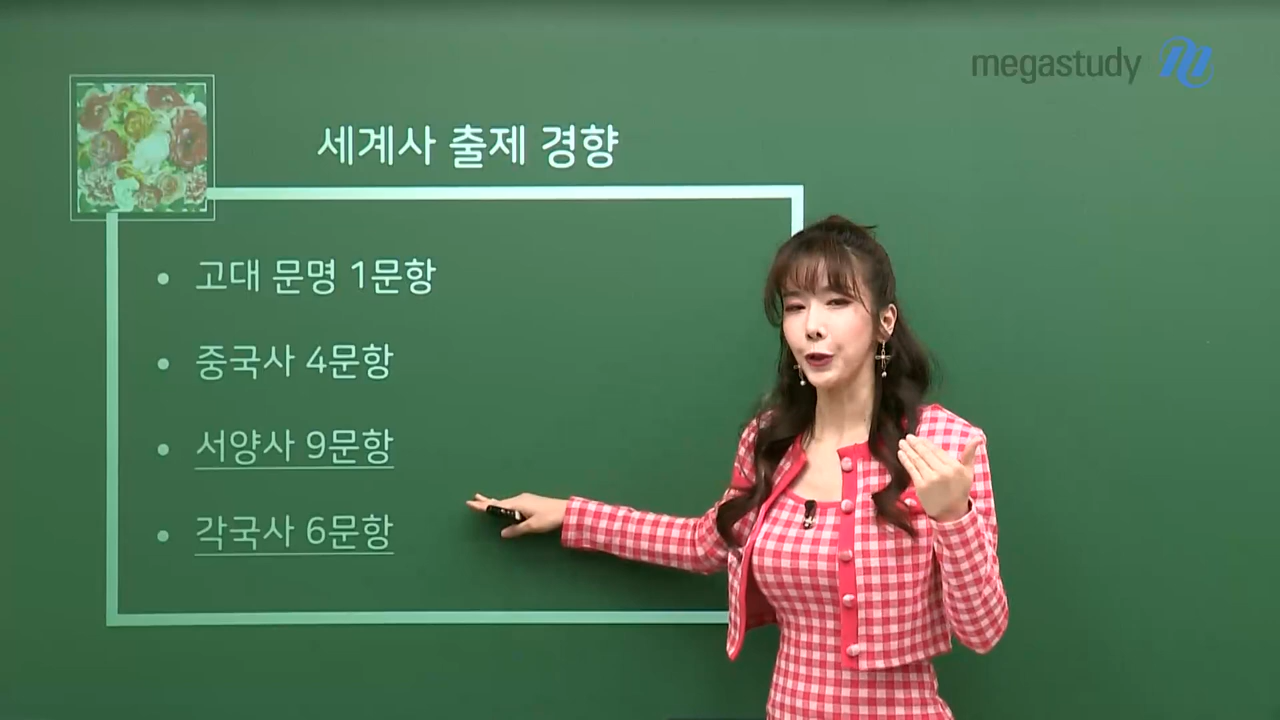 megastudy
세계사 출제 경향
• 고대 문명 1문항
• 중국사 4문항
• 서양사 9문항
• 각국사 6문항